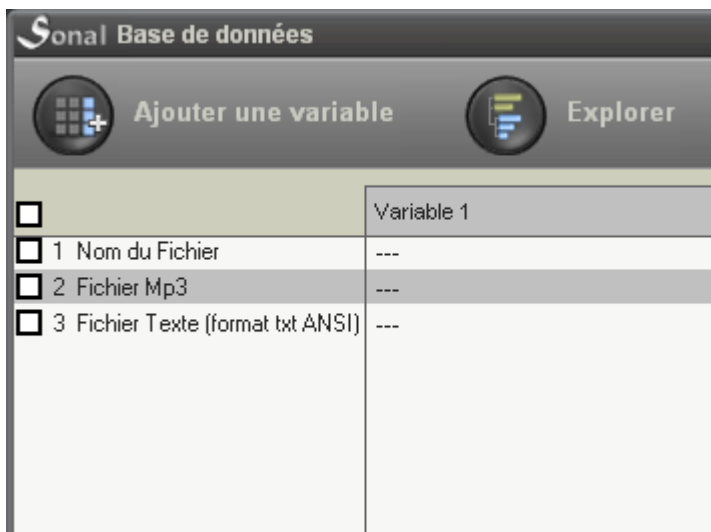 Sonal Base de données
Ajouter une variable Explorer
Variable 1
1 Nom du Fichier ---
2 Fichier Mp3 ---
3 Fichier Texte (format txt ANSI) ---